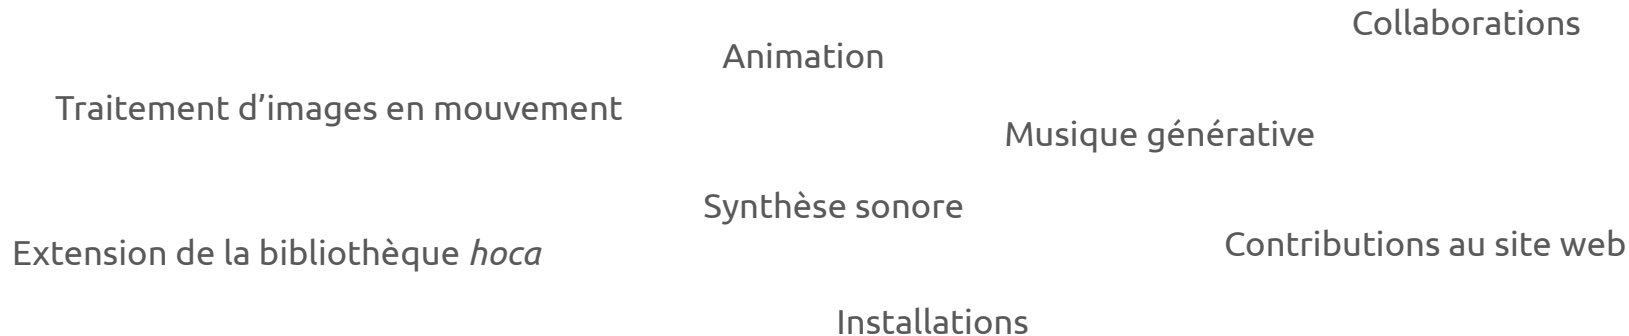 Collaborations
Animation
Traitement d’images en mouvement
Musique générative
Synthèse sonore
Contributions au site web
Extension de la bibliothèque hoca
Installations